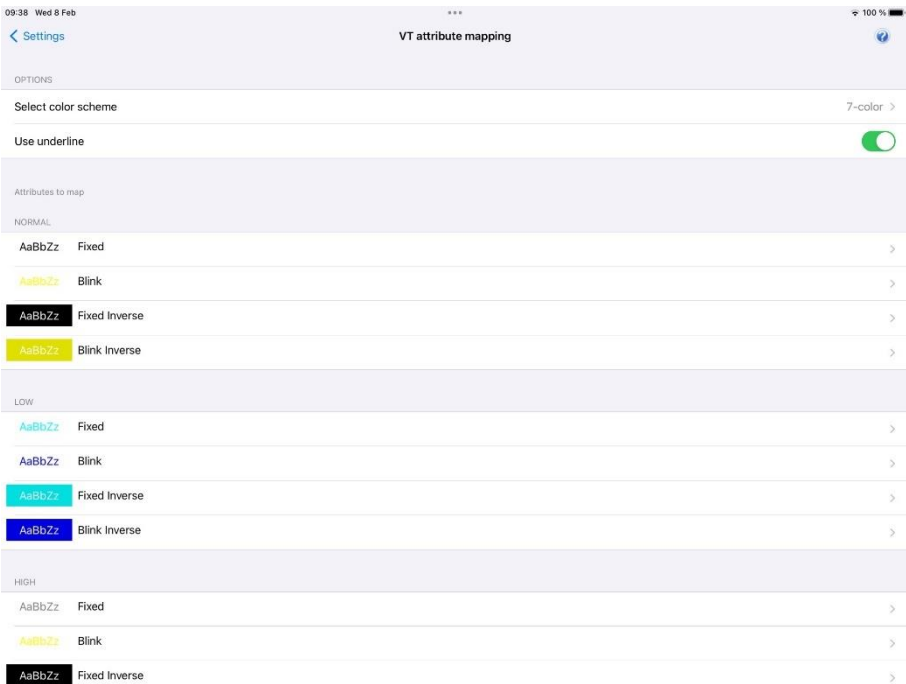 09:38 Wed 8 Feb 100 %
Settings VT attribute mapping
OPTIONS
Select color scheme 7-color
Use underline
Attributes to map
NORMAL
AaBbZz Fixed
AaBbZz Blink
AaBbZz Fixed Inverse
AaBbZz Blink Inverse
LOW
AaBbZz Fixed
AaBbZz Blink
AaBbZz Fixed Inverse
AaBbZz Blink Inverse
HIGH
AaBbZz Fixed
AaBbZz Blink
AaBbZz Fixed Inverse